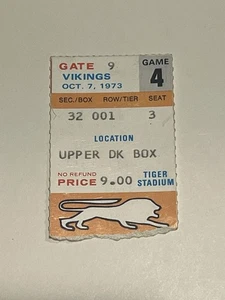 GATE 9 GAME
VIKINGS 4
OCT. 7, 1973
SEC./BOX ROW/TIER SEAT
32 001 3
LOCATION
UPPER DK BOX
NO REFUND TIGER
PRICE 9.00 STADIUM